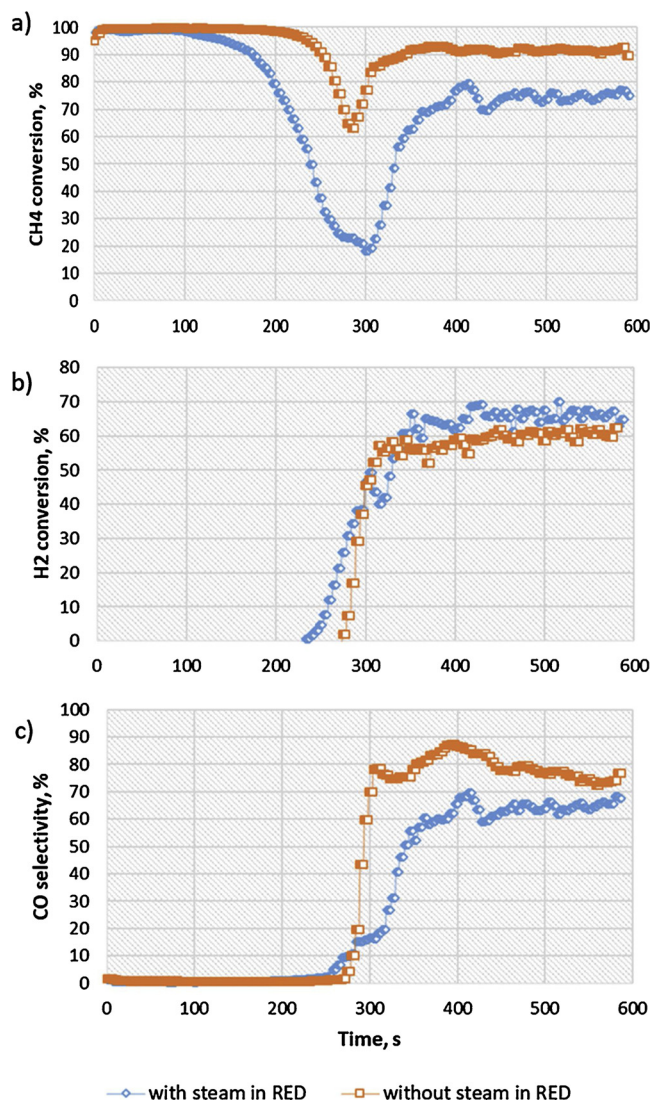 a)
100
90
80
70
60
50
40
30
20
10
0
CH4 conversion, %
0 100 200 300 400 500 600
b)
80
70
60
50
40
30
20
10
0
H2 conversion, %
0 100 200 300 400 500 600
c)
100
90
80
70
60
50
40
30
20
10
0
CO selectivity, %
0 100 200 300 400 500 600
Time, s
with steam in RED without steam in RED